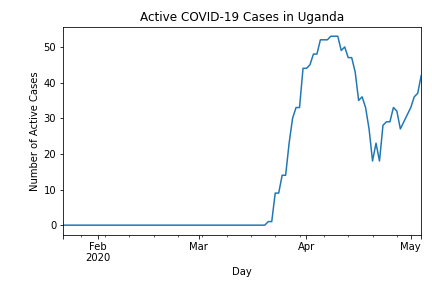 Active COVID-19 Cases in Uganda
50
40
30
20
10
0
Number of Active Cases
Feb
2020
Mar
Apr
May
Day